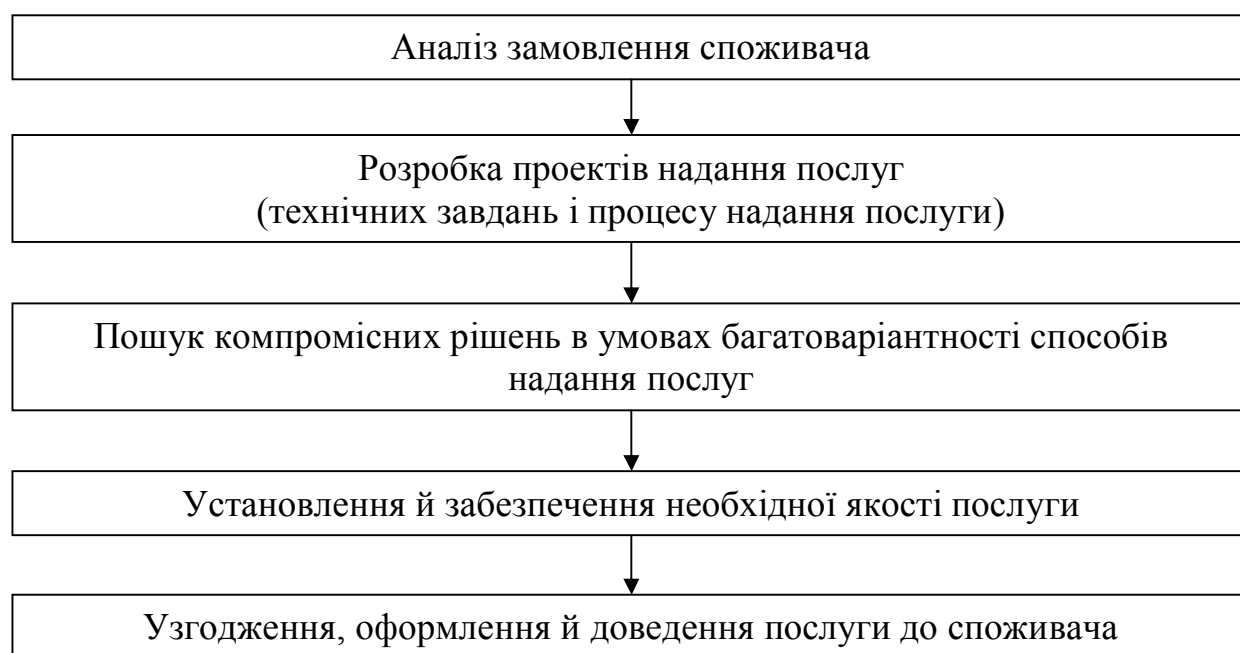 Аналіз замовлення споживача
Розробка проектів надання послуг
(технічних завдань і процесу надання послуги)
Пошук компромісних рішень в умовах багатоваріантності способів
надання послуг
Установлення й забезпечення необхідної якості послуги
Узгодження, оформлення й доведення послуги до споживача